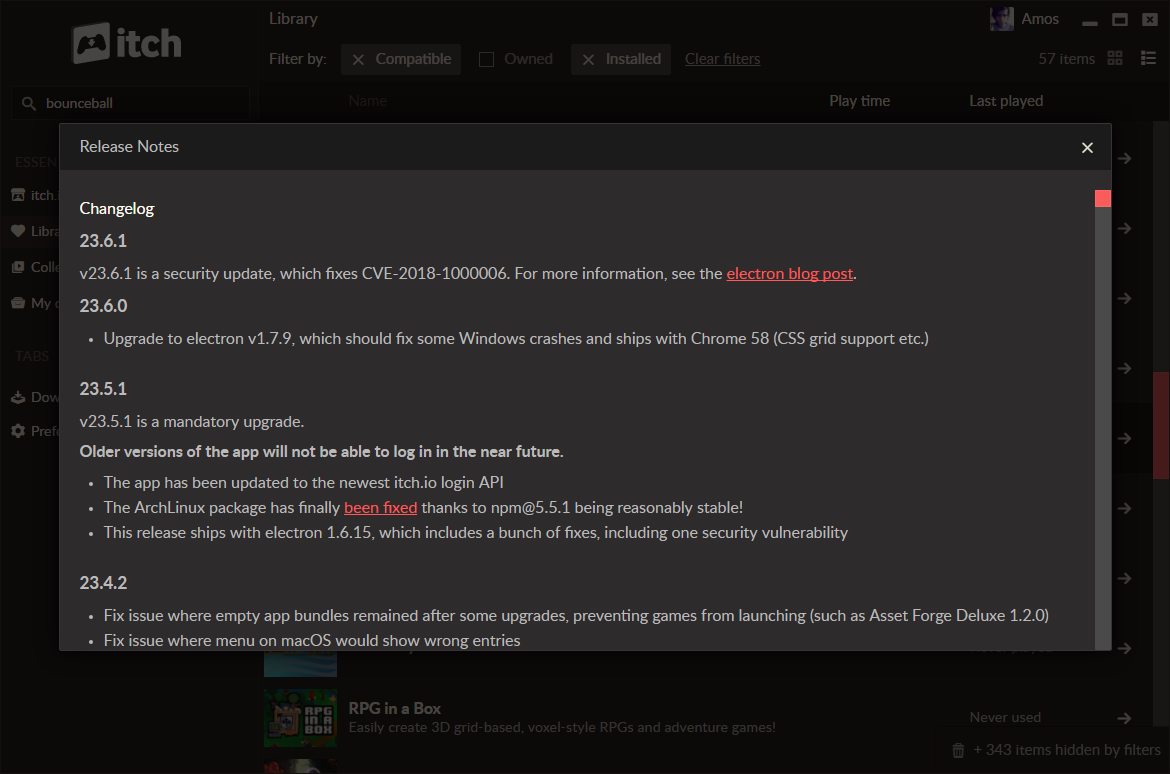 Library
Amos
itch
Filter by:
Compatible
Owned
Installed
Clear filters
57 items
bounceball
Name
Play time
Last played
Release Notes
ESSEN
itch.
Libra
Colle
My c
TABS
Dow
Prefe
Changelog
23.6.1
v23.6.1 is a security update, which fixes CVE-2018-1000006. For more information, see the electron blog post.
23.6.0
• Upgrade to electron v1.7.9, which should fix some Windows crashes and ships with Chrome 58 (CSS grid support etc.)
23.5.1
v23.5.1 is a mandatory upgrade.
Older versions of the app will not be able to log in in the near future.
• The app has been updated to the newest itch.io login API
• The ArchLinux package has finally been fixed thanks to npm@5.5.1 being reasonably stable!
• This release ships with electron 1.6.15, which includes a bunch of fixes, including one security vulnerability
23.4.2
• Fix issue where empty app bundles remained after some upgrades, preventing games from launching (such as Asset Forge Deluxe 1.2.0)
• Fix issue where menu on macOS would show wrong entries
RPG IN A BOX
RPG in a Box
Easily create 3D grid-based, voxel-style RPGs and adventure games!
Never used
+ 343 items hidden by filters